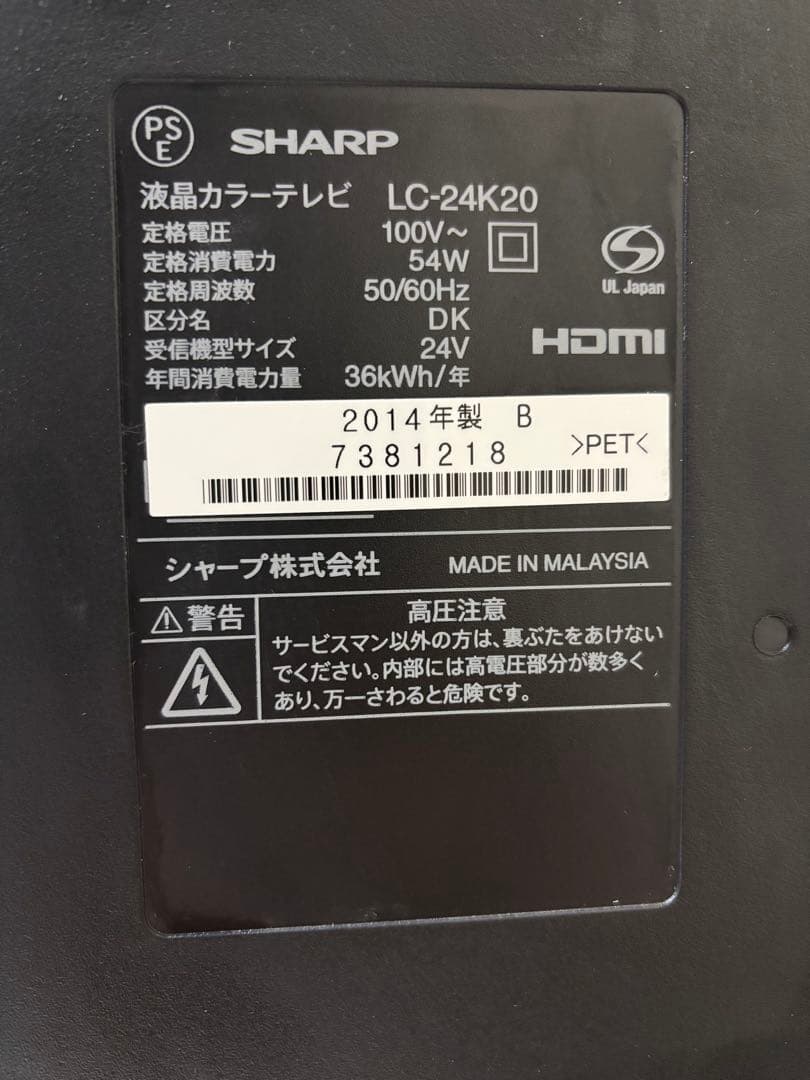 PS
E
SHARP
液晶カラーテレビ LC-24K20
定格電圧 100V～
定格消費電力 54W
定格周波数 50/60Hz
区分名 DK
受信機型サイズ 24V
年間消費電力量 36kWh/年
UL Japan
HDMI
2014年製 B
7381218 >PET<
シャープ株式会社 MADE IN MALAYSIA
警告
高圧注意
サービスマン以外の方は、裏ぶたをあけない
でください。内部には高電圧部分が数多く
あり、万一さわると危険です。